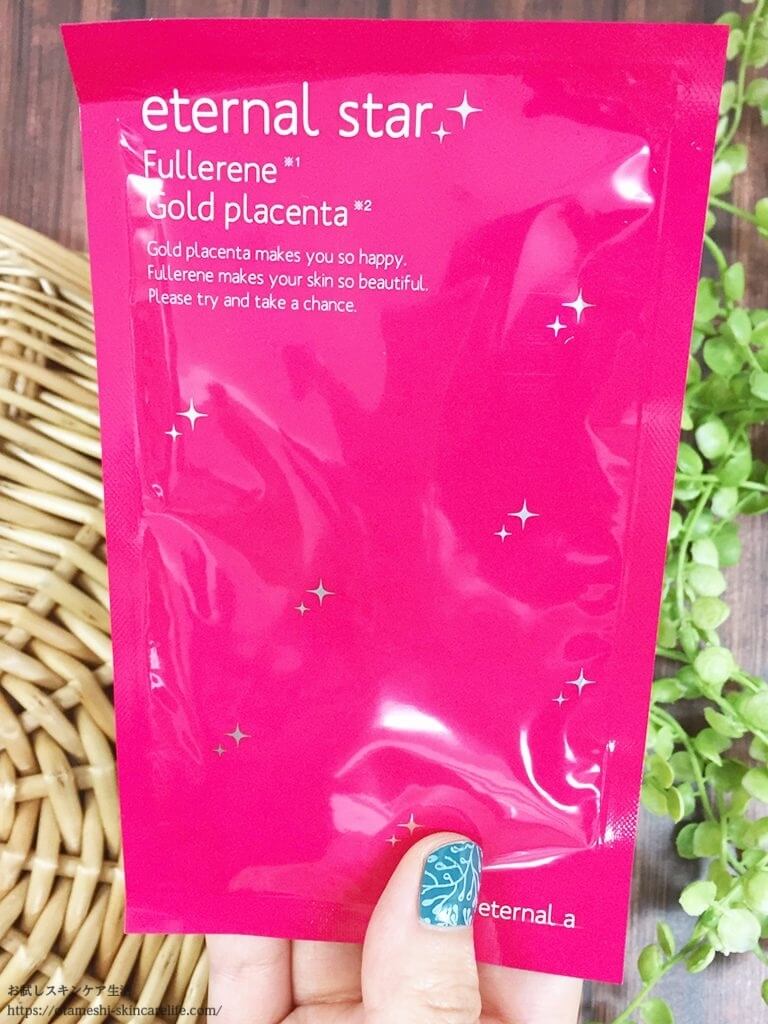 eternal star
Fullerene ※1
Gold placenta ※2
Gold placenta makes you so happy.
Fullerene makes your skin so beautiful.
Please try and take a chance.
eternal a
お試しスキンケア生活
https://otameshi-skincarelife.com/